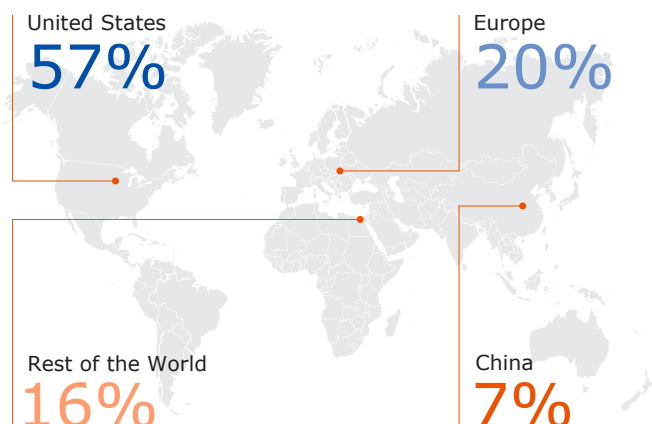 United States
57%
Europe
20%
Rest of the World
16%
China
7%